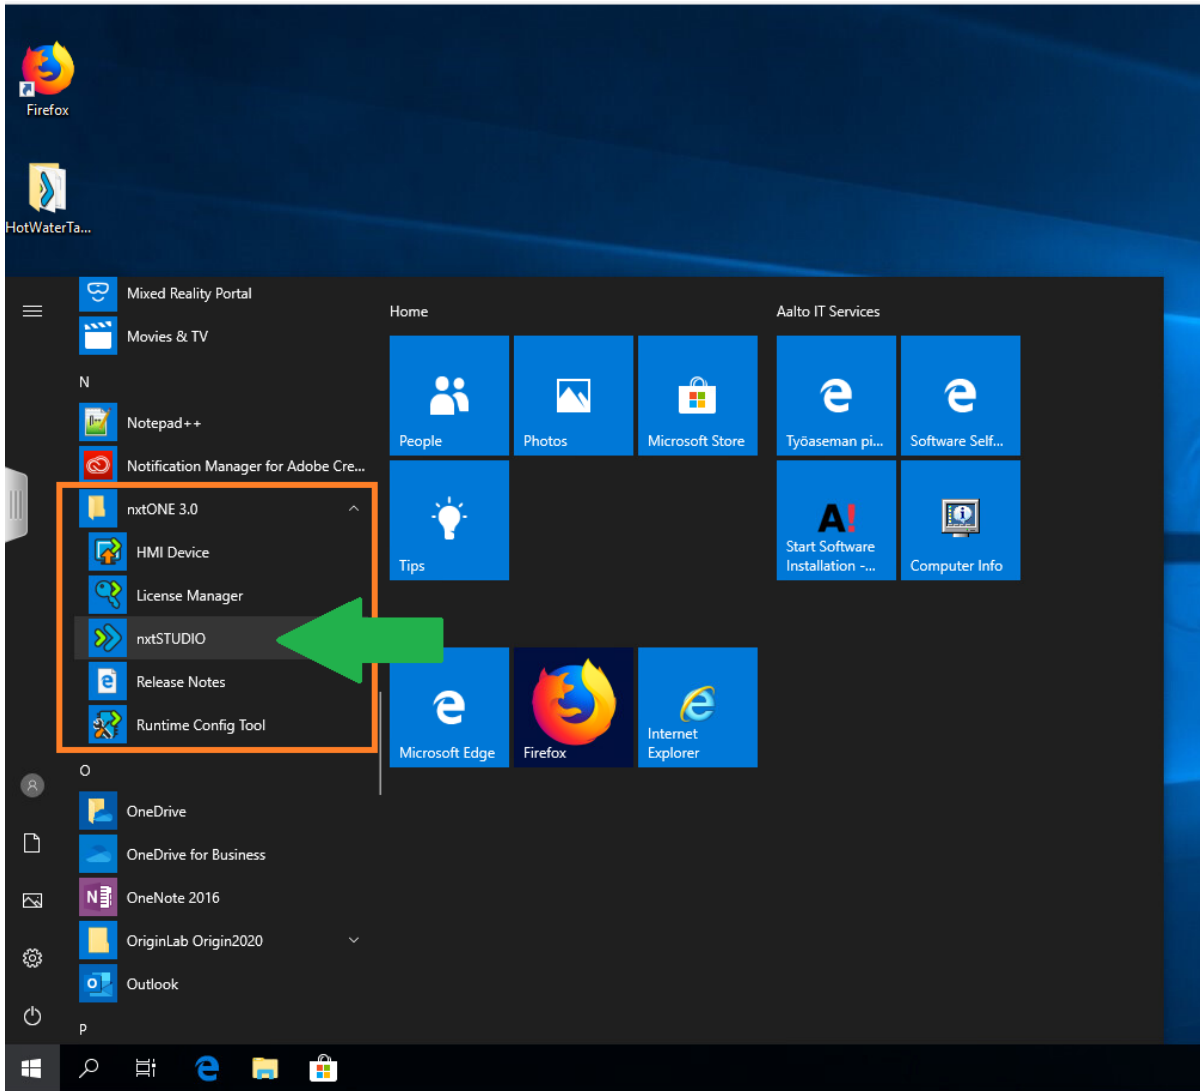 Firefox
HotWaterTa...
Mixed Reality Portal
Movies & TV
N
Notepad++
Notification Manager for Adobe Cre...
nxtONE 3.0
HMI Device
License Manager
nxtSTUDIO
Release Notes
Runtime Config Tool
O
OneDrive
OneDrive for Business
OneNote 2016
OriginLab Origin2020
Outlook
P
Home
People
Photos
Microsoft Store
Tips
Microsoft Edge
Firefox
Internet
Explorer
Aalto IT Services
Työaseman pi...
Software Self...
A!
Start Software
Installation -...
Computer Info